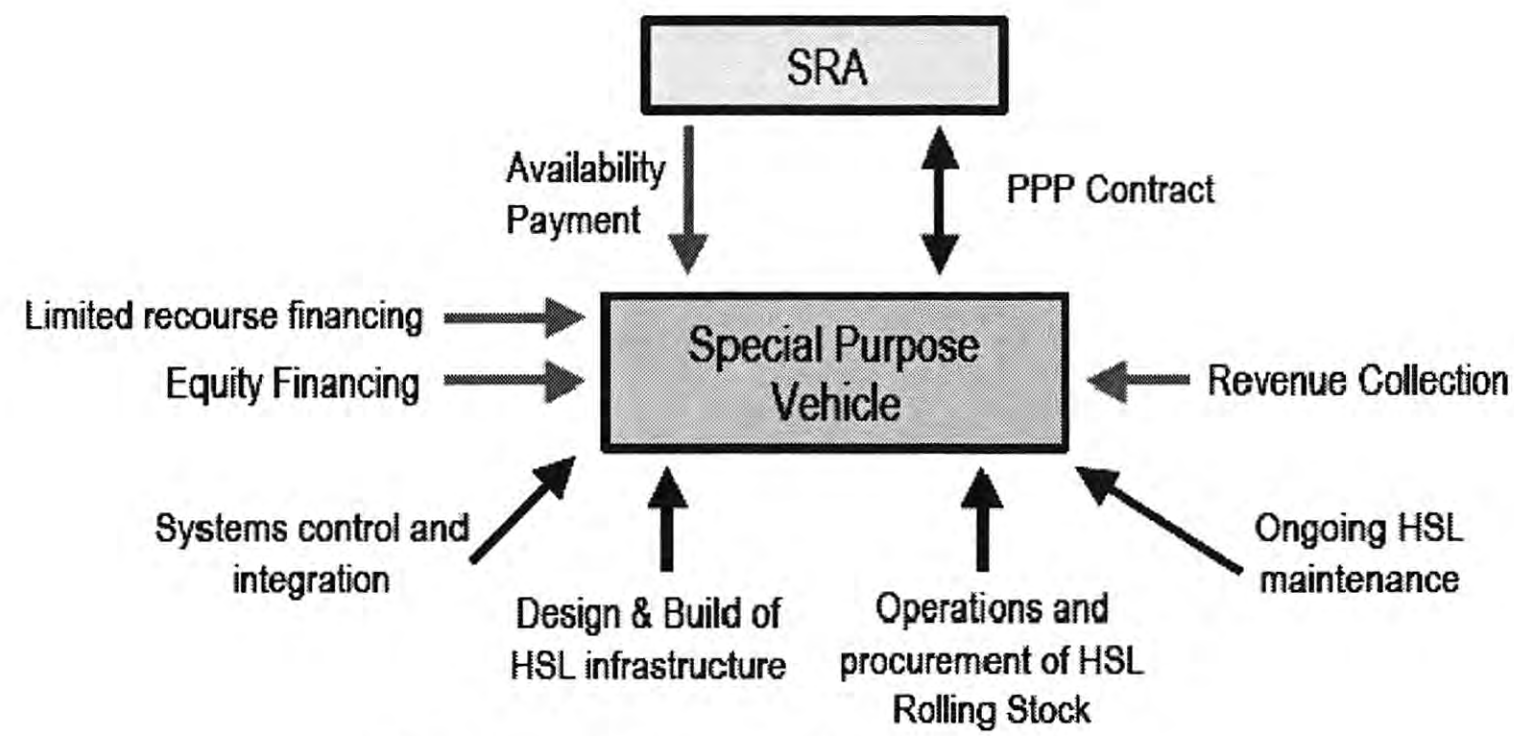 SRA
Availability
Payment
PPP Contract
Limited recourse financing
Equity Financing
Special Purpose
Vehicle
Revenue Collection
Systems control and
integration
Design & Build of
HSL infrastructure
Operations and
procurement of HSL
Rolling Stock
Ongoing HSL
maintenance